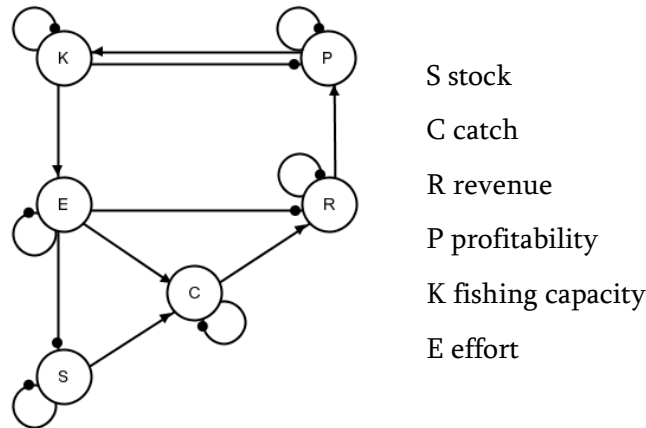 K
P
E
R
C
S
S stock
C catch
R revenue
P profitability
K fishing capacity
E effort